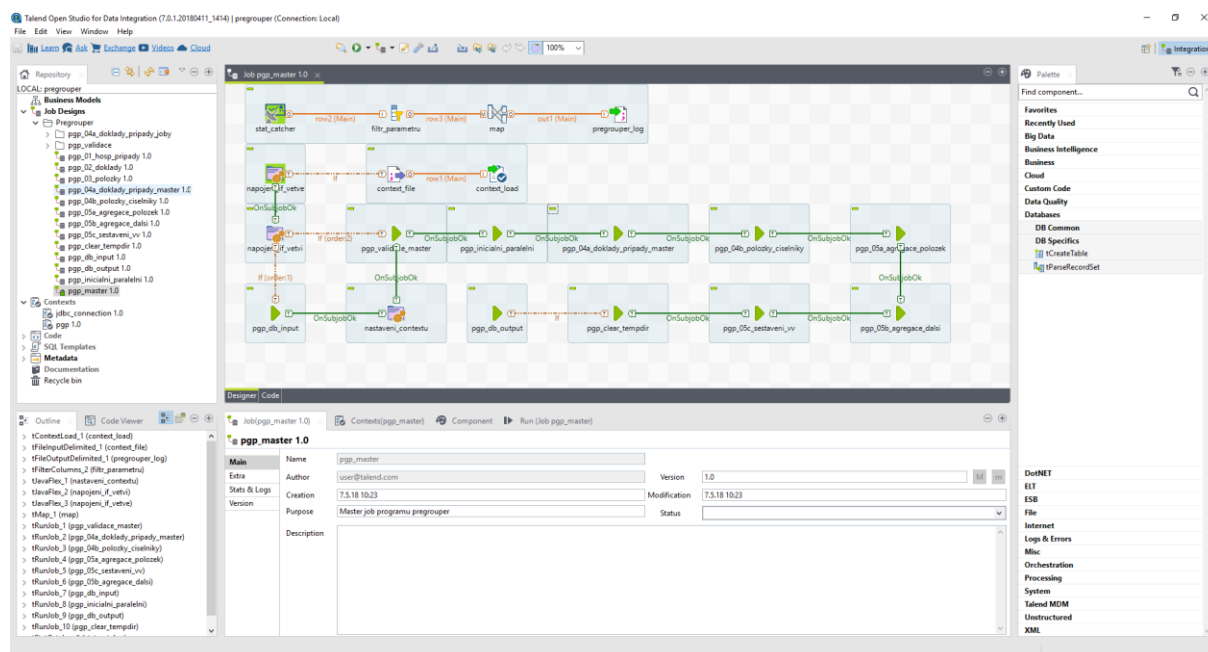 Talend Open Studio for Data Integration (7.0.1.20180411_1414) | pregrouper (Connection: Local)
File Edit View Window Help
Learn Ask Exchange Videos Cloud
100%
Integration
Repository
LOCAL: pregrouper
Business Models
Job Designs
Pregrouper
pgp_04a_doklady_pripady_joby
pgp_validace
pgp_01_hosp_pripady 1.0
pgp_02_doklady 1.0
pgp_03_polozky 1.0
pgp_04a_doklady_pripady_master 1.0
pgp_04b_polozky_ciselniky 1.0
pgp_05a_agregace_polozek 1.0
pgp_05b_agregace_dalsi 1.0
pgp_05c_sestaveni_vv 1.0
pgp_clear_tempdir 1.0
pgp_db_input 1.0
pgp_db_output 1.0
pgp_inicialni_paralelni 1.0
pgp_master 1.0
Contexts
jdbc_connection 1.0
pgp 1.0
Code
SQL Templates
Metadata
Documentation
Recycle bin
Job pgp_master 1.0
row2 (Main) row3 (Main) out1 (Main)
stat_catcher filtr_parametru map pregrouper_log
If row1 (Main)
napojeni_if_vetve context_file context_load
OnSubjobOk
If (order:2) OnSubjobOk OnSubjobOk OnSubjobOk OnSubjobOk
napojeni_if_vetvi pgp_validace_master pgp_inicialni_paralelni pgp_04a_doklady_pripady_master pgp_04b_polozky_ciselniky pgp_05a_agregace_polozek
If (order:1) OnSubjobOk OnSubjobOk
OnSubjobOk If OnSubjobOk OnSubjobOk
pgp_db_input nastaveni_contextu pgp_db_output pgp_clear_tempdir pgp_05c_sestaveni_vv pgp_05b_agregace_dalsi
Designer Code
Palette
Find component...
Favorites
Recently Used
Big Data
Business Intelligence
Business
Cloud
Custom Code
Data Quality
Databases
DB Common
DB Specifics
tCreateTable
tParseRecordSet
DotNET
ELT
ESB
File
Internet
Logs & Errors
Misc
Orchestration
Processing
System
Talend MDM
Unstructured
XML
Outline Code Viewer
tContextLoad_1 (context_load)
tFileInputDelimited_1 (context_file)
tFileOutputDelimited_1 (pregrouper_log)
tFilterColumns_2 (filtr_parametru)
tJavaFlex_1 (nastaveni_contextu)
tJavaFlex_2 (napojeni_if_vetvi)
tJavaFlex_3 (napojeni_if_vetve)
tMap_1 (map)
tRunJob_1 (pgp_validace_master)
tRunJob_2 (pgp_04a_doklady_pripady_master)
tRunJob_3 (pgp_04b_polozky_ciselniky)
tRunJob_4 (pgp_05a_agregace_polozek)
tRunJob_5 (pgp_05c_sestaveni_vv)
tRunJob_6 (pgp_05b_agregace_dalsi)
tRunJob_7 (pgp_db_input)
tRunJob_8 (pgp_inicialni_paralelni)
tRunJob_9 (pgp_db_output)
tRunJob_10 (pgp_clear_tempdir)
Job(pgp_master 1.0) Contexts(pgp_master) Component Run (Job pgp_master)
pgp_master 1.0
Main
Extra
Stats & Logs
Version
Name pgp_master
Author user@talend.com Version 1.0 M m
Creation 7.5.18 10:23 Modification 7.5.18 10:23
Purpose Master job programu pregrouper Status
Description